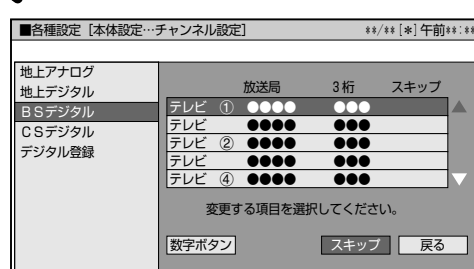 ■各種設定［本体設定…チャンネル設定］ **/**［*］午前**:**
地上アナログ
地上デジタル
BSデジタル
CSデジタル
デジタル登録
放送局 3桁 スキップ
テレビ ① ●●●● ●●●
テレビ ●●●● ●●●
テレビ ② ●●●● ●●●
テレビ ●●●● ●●●
テレビ ④ ●●●● ●●●
変更する項目を選択してください。
数字ボタン スキップ 戻る